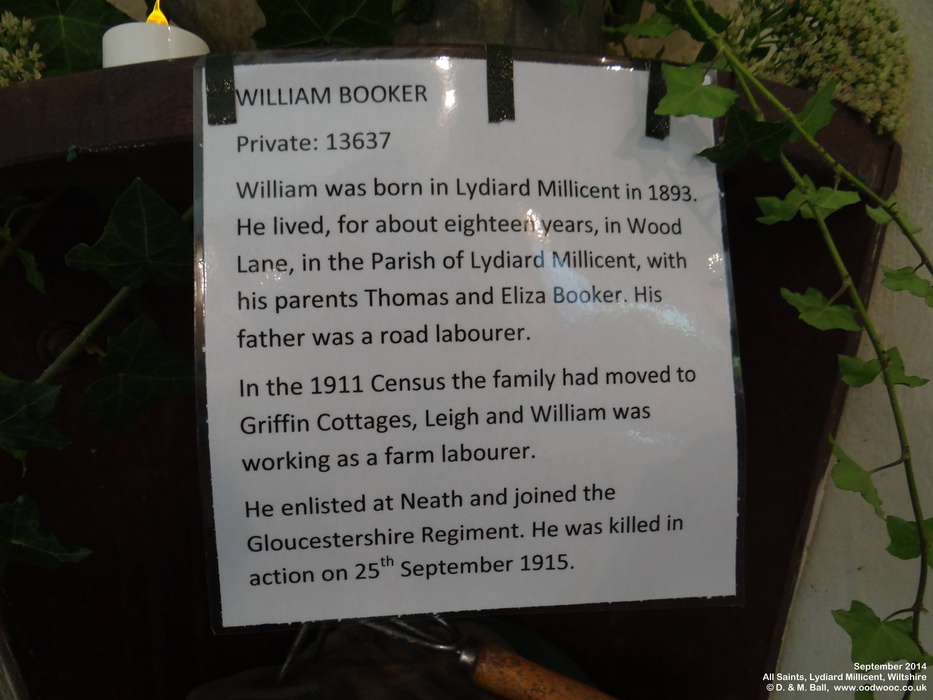 WILLIAM BOOKER
Private: 13637
William was born in Lydiard Millicent in 1893.
He lived, for about eighteen years, in Wood
Lane, in the Parish of Lydiard Millicent, with
his parents Thomas and Eliza Booker. His
father was a road labourer.
In the 1911 Census the family had moved to
Griffin Cottages, Leigh and William was
working as a farm labourer.
He enlisted at Neath and joined the
Gloucestershire Regiment. He was killed in
action on 25th September 1915.
September 2014
All Saints, Lydiard Millicent, Wiltshire
© D. & M. Ball, www.oodwooc.co.uk